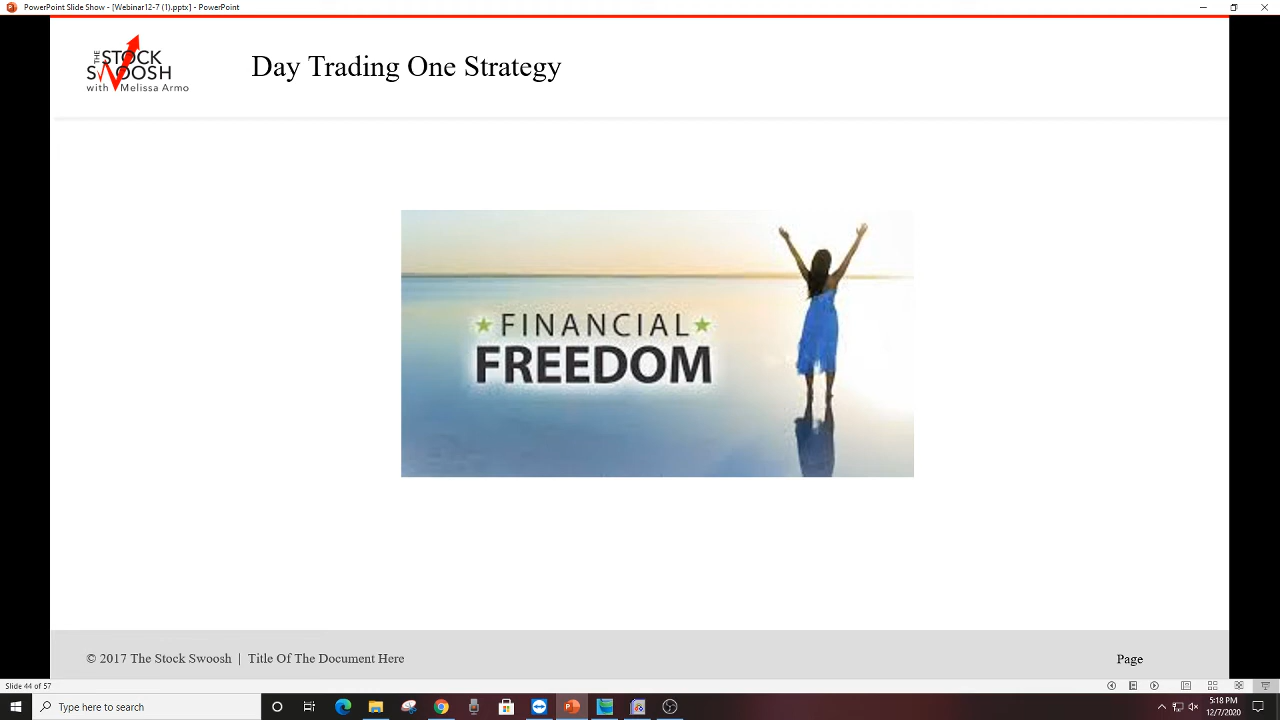 PowerPoint Slide Show - [Webinar12-7 (1).pptx] - PowerPoint
THE
STOCK
SWOOSH
with Melissa Armo
Day Trading One Strategy
FINANCIAL
FREEDOM
© 2017 The Stock Swoosh | Title Of The Document Here
Page
Slide 44 of 57
Type here to search
5:18 PM
12/7/2020